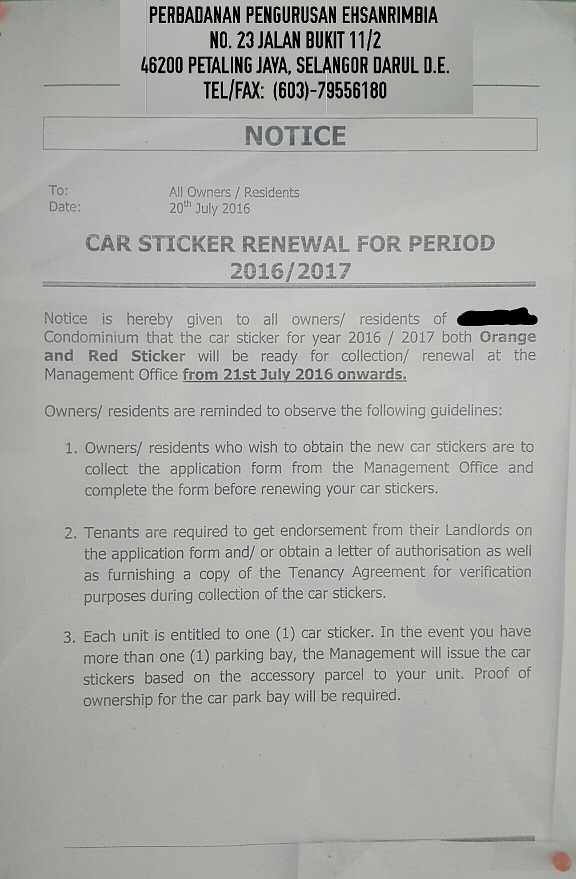 PERBADANAN PENGURUSAN EHSANRIMBIA
NO. 23 JALAN BUKIT 11/2
46200 PETALING JAYA, SELANGOR DARUL D.E.
TEL/FAX: (603)-79556180
NOTICE
To: All Owners / Residents
Date: 20th July 2016
CAR STICKER RENEWAL FOR PERIOD
2016/2017
Notice is hereby given to all owners/ residents of
Condominium that the car sticker for year 2016 / 2017 both Orange
and Red Sticker will be ready for collection/ renewal at the
Management Office from 21st July 2016 onwards.
Owners/ residents are reminded to observe the following guidelines:
1. Owners/ residents who wish to obtain the new car stickers are to
collect the application form from the Management Office and
complete the form before renewing your car stickers.
2. Tenants are required to get endorsement from their Landlords on
the application form and/ or obtain a letter of authorisation as well
as furnishing a copy of the Tenancy Agreement for verification
purposes during collection of the car stickers.
3. Each unit is entitled to one (1) car sticker. In the event you have
more than one (1) parking bay, the Management will issue the car
stickers based on the accessory parcel to your unit. Proof of
ownership for the car park bay will be required.